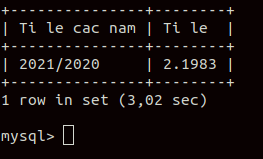 +---------------+--------+
| Ti le cac nam | Ti le  |
+---------------+--------+
| 2021/2020     | 2.1983 |
+---------------+--------+
1 row in set (3,02 sec)
mysql>